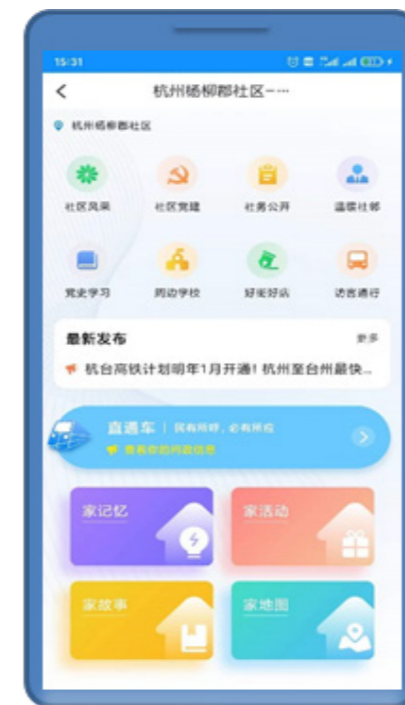 15:31
杭州杨柳郡社区--···
杭州杨柳郡社区
社区风采 社区党建 社务公开 温暖社邻
党史学习 周边学校 好街好店 访客通行
最新发布 更多
杭台高铁计划明年1月开通! 杭州至台州最快...
直通车 | 民有所呼, 必有所应
查看你的问政信息
家记忆 家活动
家故事 家地图